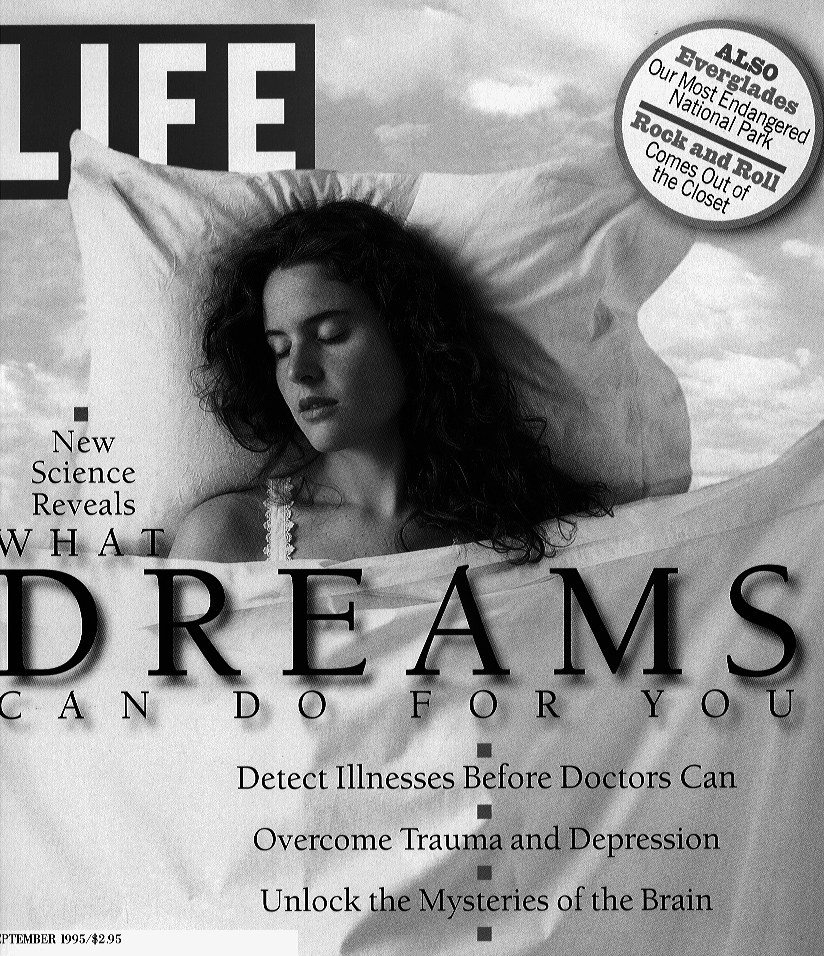 LIFE
ALSO
Everglades
Our Most Endangered
National Park
Rock and Roll
Comes Out of
the Closet
New
Science
Reveals
WHAT
DREAMS
CAN DO FOR YOU
Detect Illnesses Before Doctors Can
Overcome Trauma and Depression
Unlock the Mysteries of the Brain
EPTEMBER 1995/$2.95